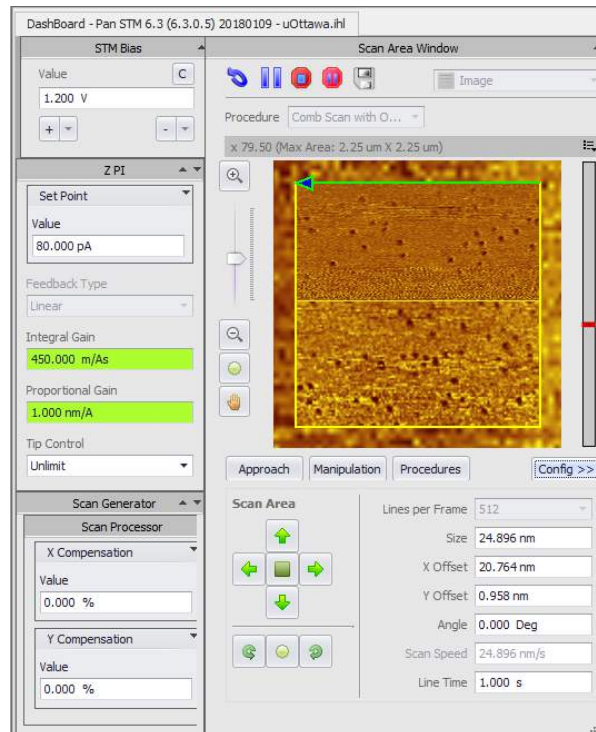 DashBoard - Pan STM 6.3 (6.3.0.5) 20180109 - uOttawa.ihl
STM Bias
Value
C
1.200 V
+
-
Z PI
Set Point
Value
80.000 pA
Feedback Type
Linear
Integral Gain
450.000 m/As
Proportional Gain
1.000 nm/A
Tip Control
Unlimit
Scan Generator
Scan Processor
X Compensation
Value
0.000 %
Y Compensation
Value
0.000 %
Scan Area Window
Image
Procedure Comb Scan with O...
x 79.50 (Max Area: 2.25 um X 2.25 um)
Approach Manipulation Procedures Config >>
Scan Area
Lines per Frame 512
Size 24.896 nm
X Offset 20.764 nm
Y Offset 0.958 nm
Angle 0.000 Deg
Scan Speed 24.896 nm/s
Line Time 1.000 s